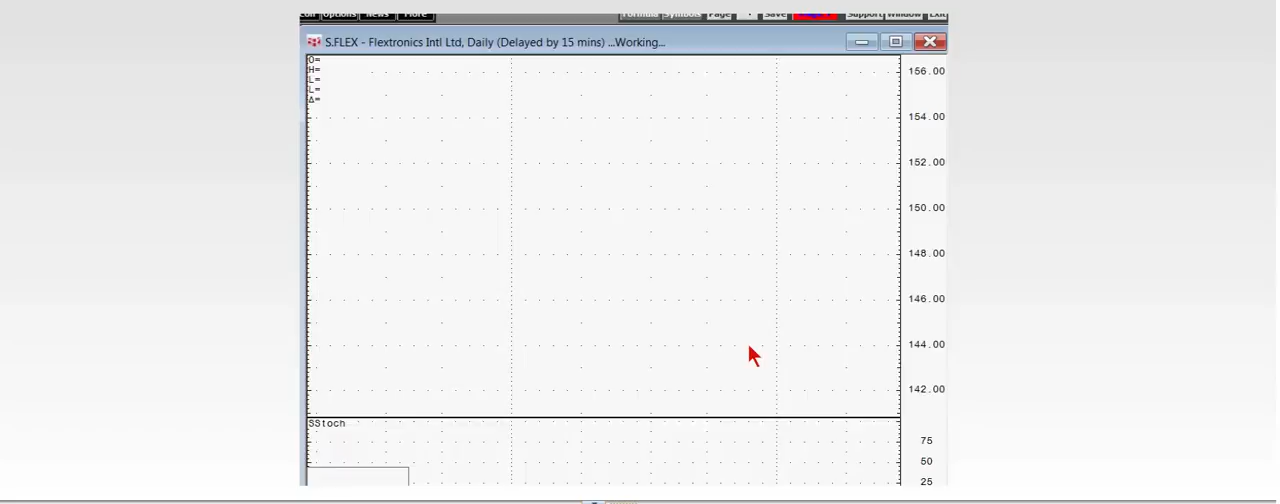 Options News More Formula Symbols Page Save Support Window Exit
S.FLEX - Flextronics Intl Ltd, Daily (Delayed by 15 mins) ...Working...
O=
H=
L=
L=
Δ=
156.00
154.00
152.00
150.00
148.00
146.00
144.00
142.00
SStoch
75
50
25